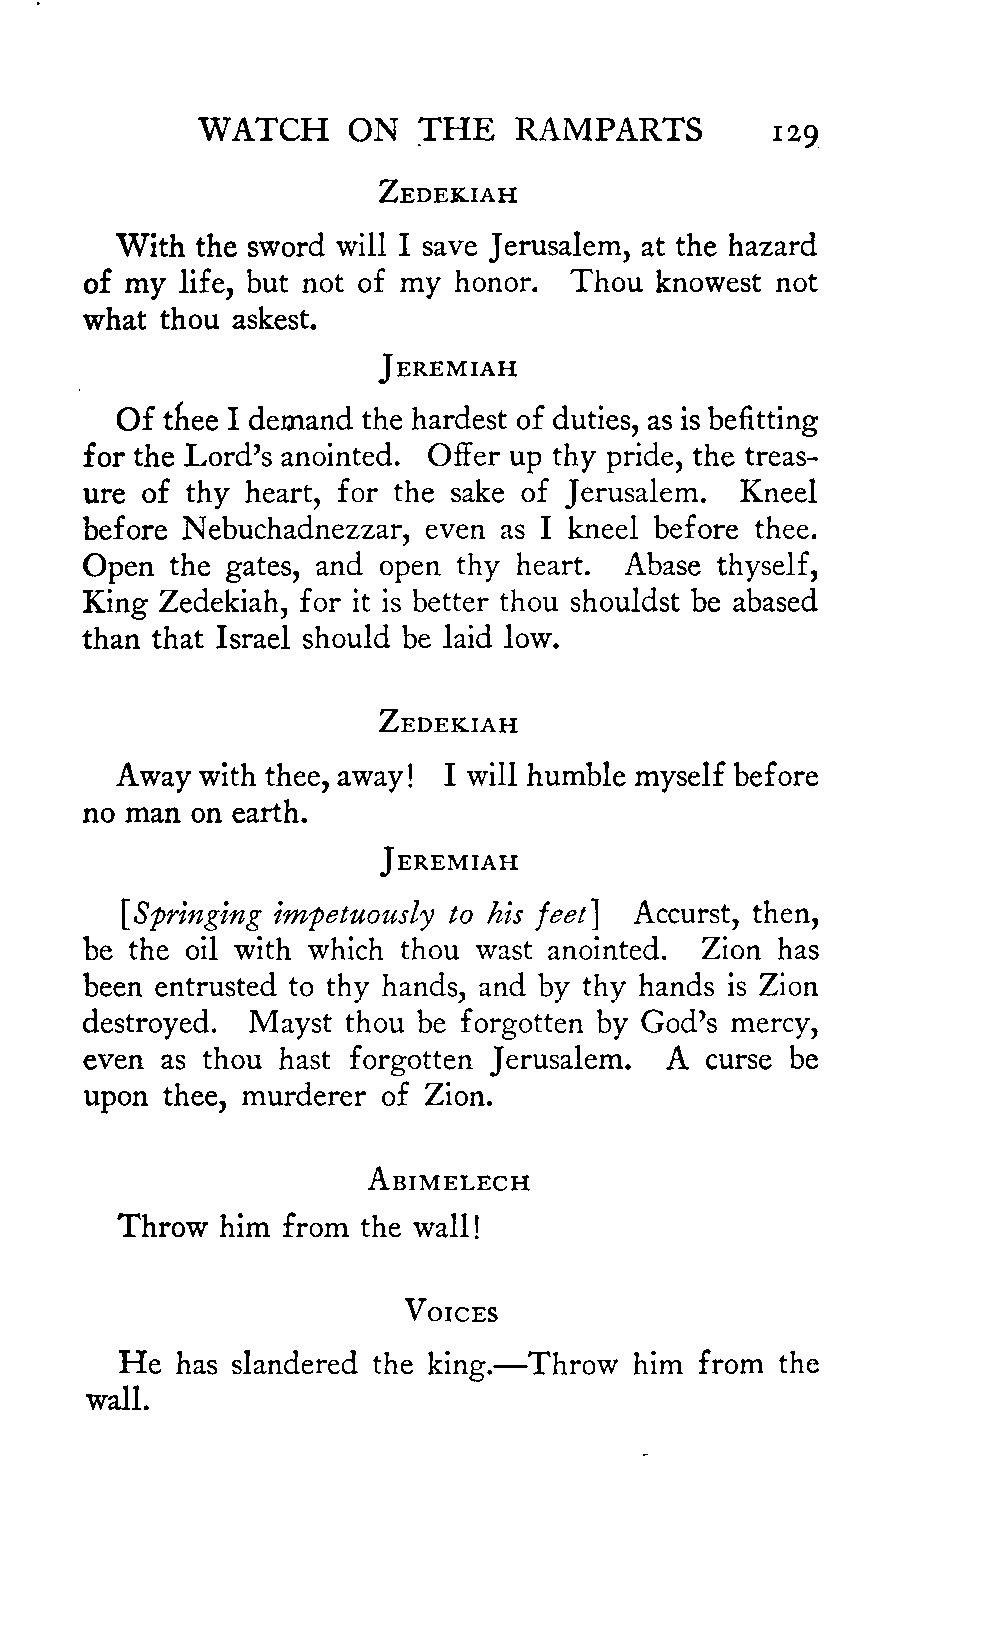 WATCH ON THE RAMPARTS 129
ZEDEKIAH
With the sword will I save Jerusalem, at the hazard
of my life, but not of my honor. Thou knowest not
what thou askest.
JEREMIAH
Of thee I demand the hardest of duties, as is befitting
for the Lord's anointed. Offer up thy pride, the treas-
ure of thy heart, for the sake of Jerusalem. Kneel
before Nebuchadnezzar, even as I kneel before thee.
Open the gates, and open thy heart. Abase thyself,
King Zedekiah, for it is better thou shouldst be abased
than that Israel should be laid low.
ZEDEKIAH
Away with thee, away! I will humble myself before
no man on earth.
JEREMIAH
[Springing impetuously to his feet] Accurst, then,
be the oil with which thou wast anointed. Zion has
been entrusted to thy hands, and by thy hands is Zion
destroyed. Mayst thou be forgotten by God's mercy,
even as thou hast forgotten Jerusalem. A curse be
upon thee, murderer of Zion.
ABIMELECH
Throw him from the wall!
VOICES
He has slandered the king.—Throw him from the
wall.